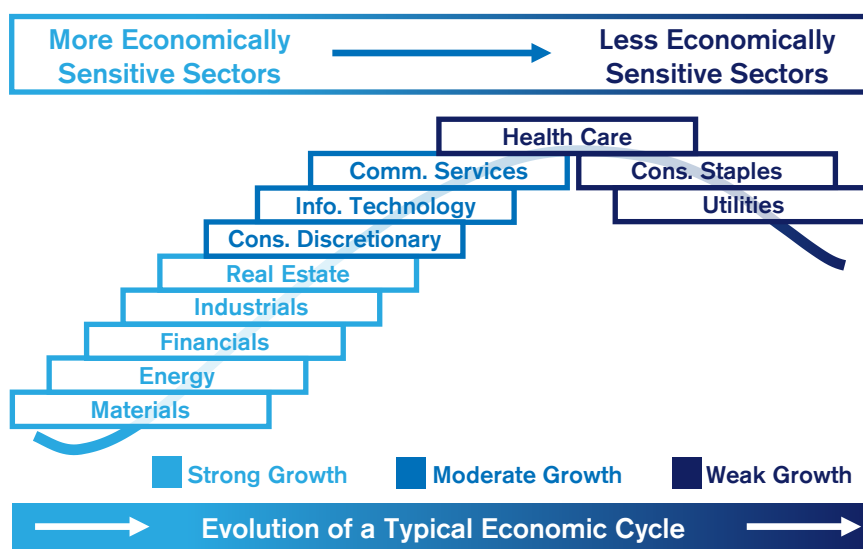 More Economically
Sensitive Sectors
Less Economically
Sensitive Sectors
Health Care
Comm. Services
Cons. Staples
Info. Technology
Utilities
Cons. Discretionary
Real Estate
Industrials
Financials
Energy
Materials
Strong Growth
Moderate Growth
Weak Growth
Evolution of a Typical Economic Cycle